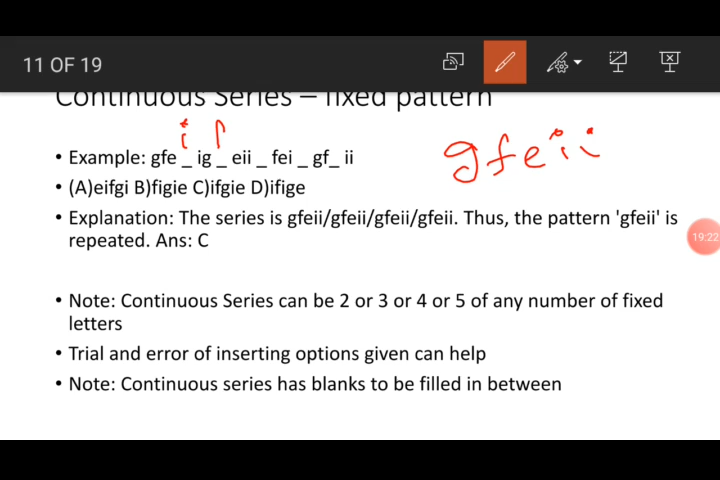 11 OF 19
Continuous Series – fixed pattern
i f
• Example: gfe _ ig _ eii _ fei _ gf_ ii
gfeii
• (A)eifgi B)figie C)ifgie D)ifige
• Explanation: The series is gfeii/gfeii/gfeii/gfeii. Thus, the pattern 'gfeii' is
repeated. Ans: C
19:22
• Note: Continuous Series can be 2 or 3 or 4 or 5 of any number of fixed
letters
• Trial and error of inserting options given can help
• Note: Continuous series has blanks to be filled in between